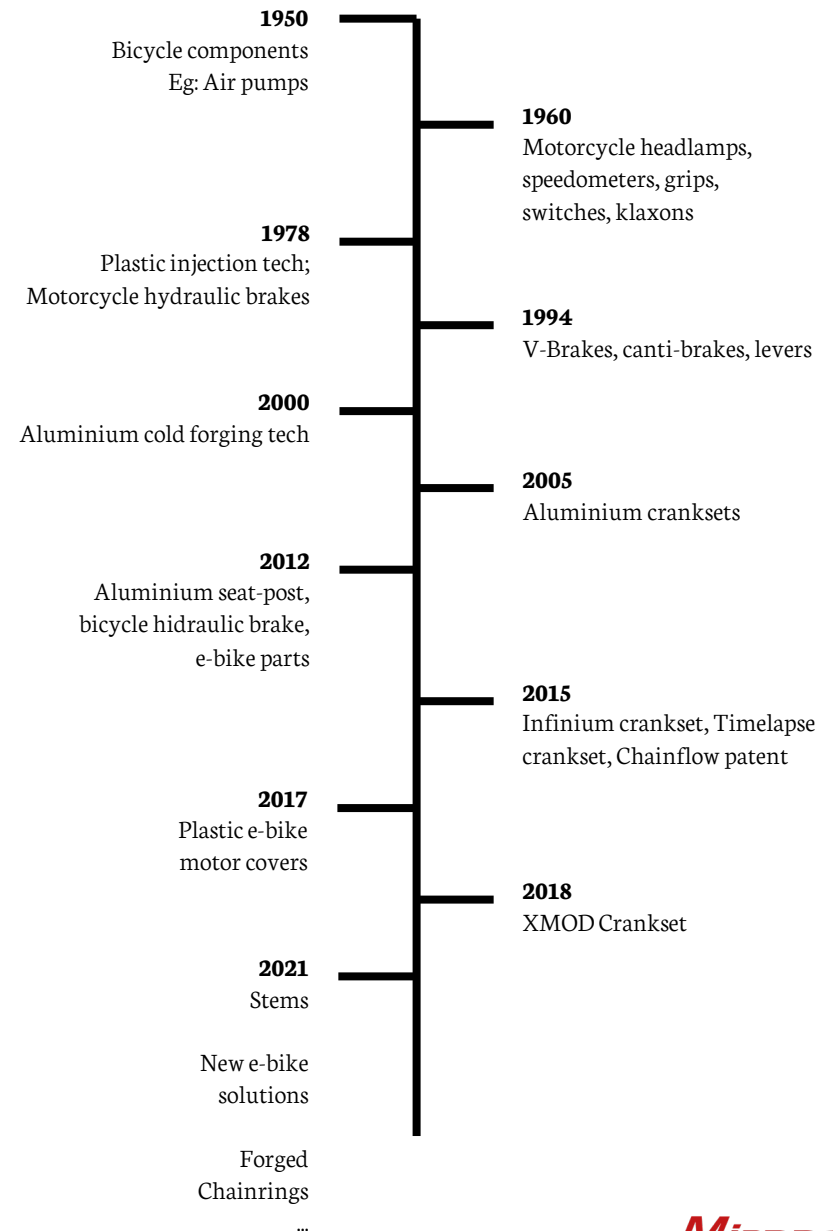 1950
Bicycle components
Eg: Air pumps
1960
Motorcycle headlamps,
speedometers, grips,
switches, klaxons
1978
Plastic injection tech;
Motorcycle hydraulic brakes
1994
V-Brakes, canti-brakes, levers
2000
Aluminium cold forging tech
2005
Aluminium cranksets
2012
Aluminium seat-post,
bicycle hidraulic brake,
e-bike parts
2015
Infinium crankset, Timelapse
crankset, Chainflow patent
2017
Plastic e-bike
motor covers
2018
XMOD Crankset
2021
Stems
New e-bike
solutions
Forged
Chainrings
...